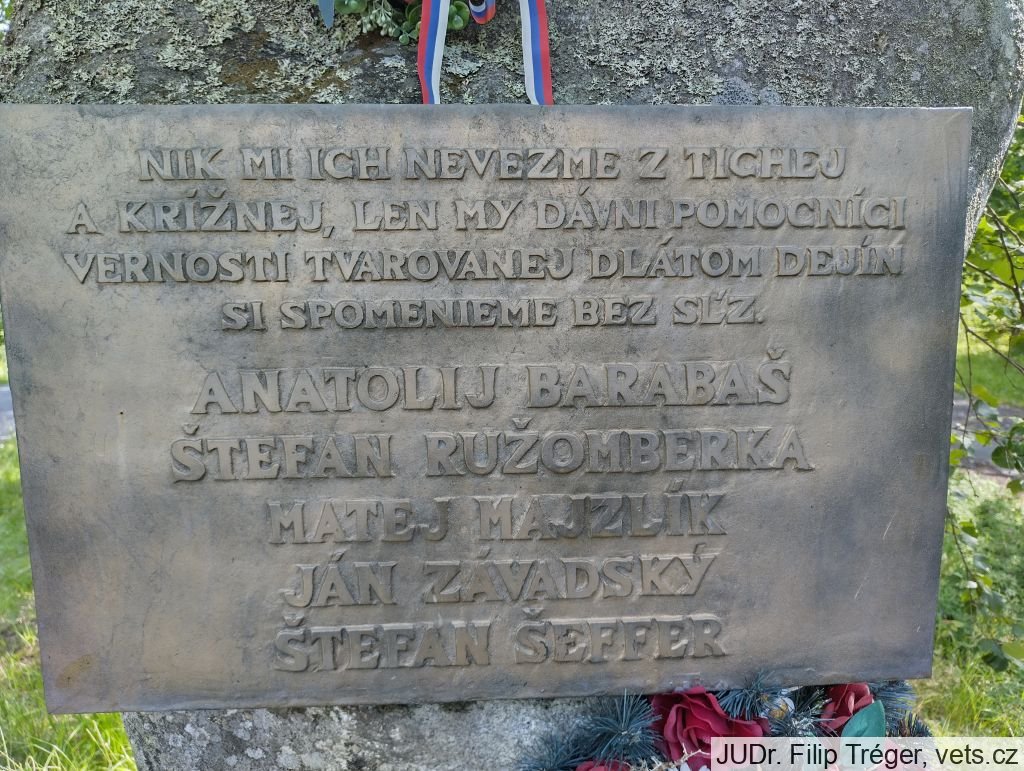 NIK MI ICH NEVEZME Z TICHEJ
A KRÍŽNEJ, LEN MY DÁVNI POMOCNÍCI
VERNOSTI TVAROVANEJ DLÁTOM DEJÍN
SI SPOMENIEME BEZ SĽZ.
ANATOLIJ BARABAŠ
ŠTEFAN RUŽOMBERKA
MATEJ MAJZLÍK
JÁN ZÁVADSKÝ
ŠTEFAN ŠEFFER
JUDr. Filip Tréger, vets.cz